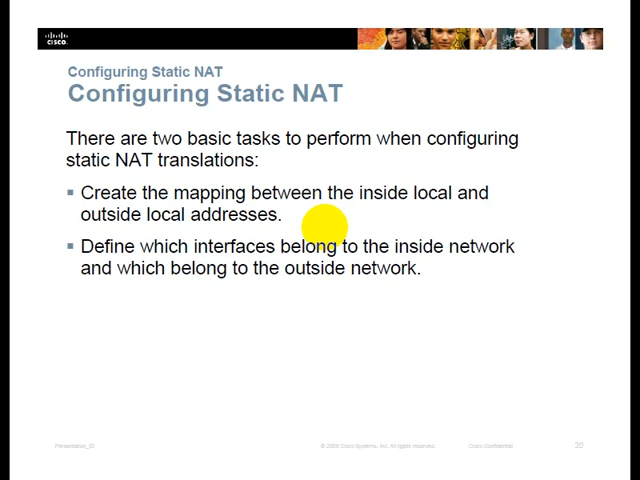 CISCO
Configuring Static NAT
Configuring Static NAT
There are two basic tasks to perform when configuring
static NAT translations:
▪ Create the mapping between the inside local and
outside local addresses.
▪ Define which interfaces belong to the inside network
and which belong to the outside network.
Presentation_ID © 2008 Cisco Systems, Inc. All rights reserved. Cisco Confidential 20